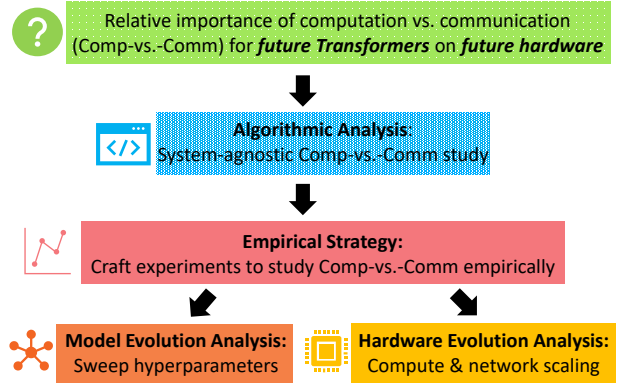 ?
Relative importance of computation vs. communication
(Comp-vs.-Comm) for future Transformers on future hardware
</>
Algorithmic Analysis:
System-agnostic Comp-vs.-Comm study
Empirical Strategy:
Craft experiments to study Comp-vs.-Comm empirically
Model Evolution Analysis:
Sweep hyperparameters
Hardware Evolution Analysis:
Compute & network scaling